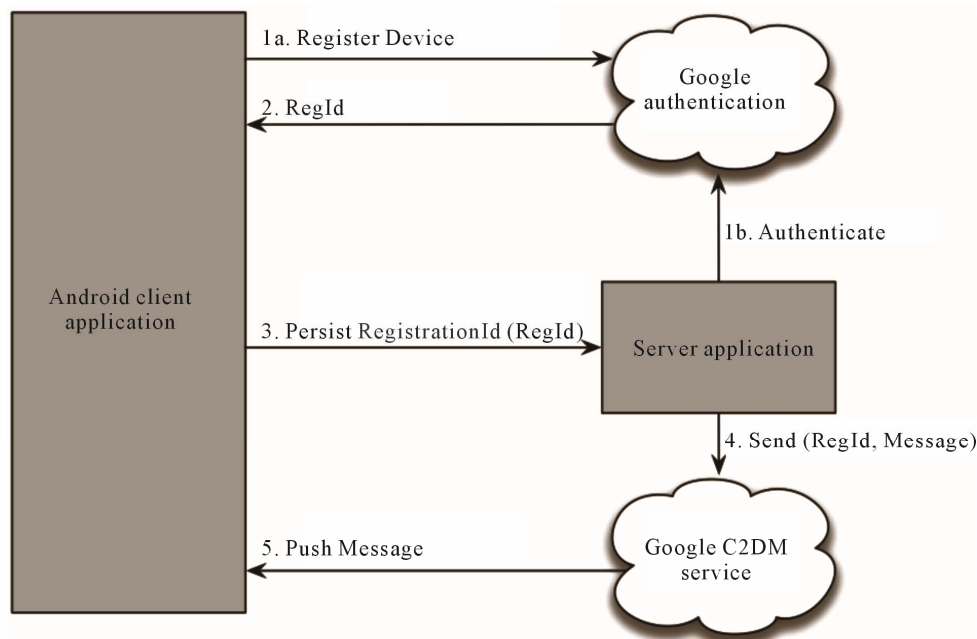 1a. Register Device
Google
authentication
2. RegId
1b. Authenticate
Android client
application
3. Persist RegistrationId (RegId)
Server application
4. Send (RegId, Message)
5. Push Message
Google C2DM
service